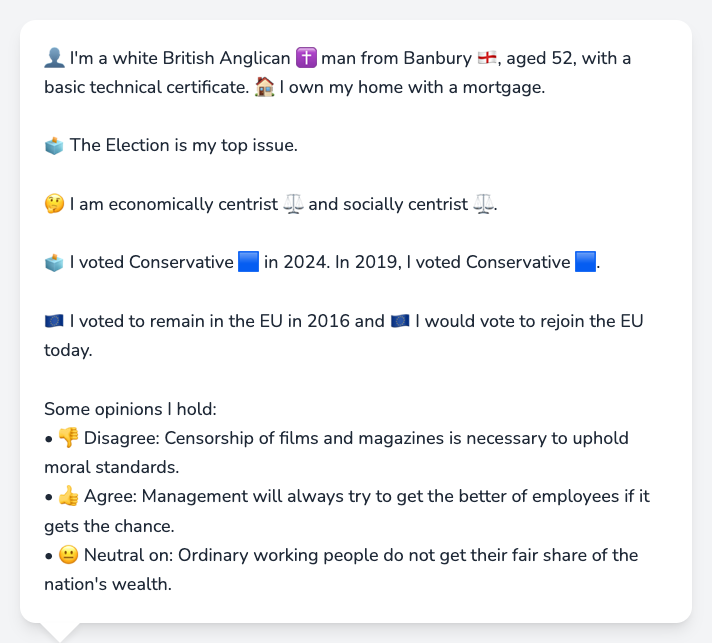 👤 I'm a white British Anglican ✝️ man from Banbury 🏴󠁧󠁢󠁥󠁮󠁧󠁿, aged 52, with a
basic technical certificate. 🏠 I own my home with a mortgage.
🗳️ The Election is my top issue.
🤔 I am economically centrist ⚖️ and socially centrist ⚖️.
🗳️ I voted Conservative 🟦 in 2024. In 2019, I voted Conservative 🟦.
🇪🇺 I voted to remain in the EU in 2016 and 🇪🇺 I would vote to rejoin the EU
today.
Some opinions I hold:
• 👎 Disagree: Censorship of films and magazines is necessary to uphold
moral standards.
• 👍 Agree: Management will always try to get the better of employees if it
gets the chance.
• 😐 Neutral on: Ordinary working people do not get their fair share of the
nation's wealth.